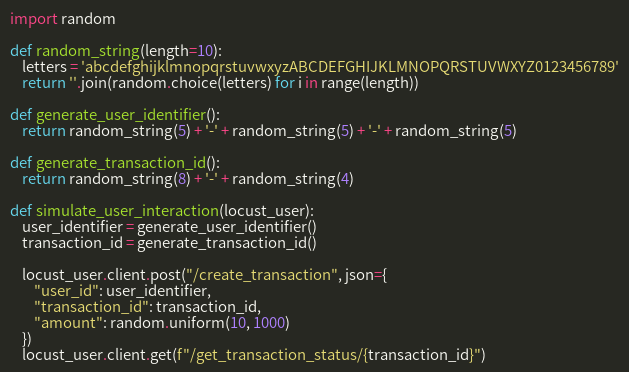 import random

def random_string(length=10):
    letters = 'abcdefghijklmnopqrstuvwxyzABCDEFGHIJKLMNOPQRSTUVWXYZ0123456789'
    return ''.join(random.choice(letters) for i in range(length))

def generate_user_identifier():
    return random_string(5) + '-' + random_string(5) + '-' + random_string(5)

def generate_transaction_id():
    return random_string(8) + '-' + random_string(4)

def simulate_user_interaction(locust_user):
    user_identifier = generate_user_identifier()
    transaction_id = generate_transaction_id()

    locust_user.client.post("/create_transaction", json={
        "user_id": user_identifier,
        "transaction_id": transaction_id,
        "amount": random.uniform(10, 1000)
    })
    locust_user.client.get(f"/get_transaction_status/{transaction_id}")